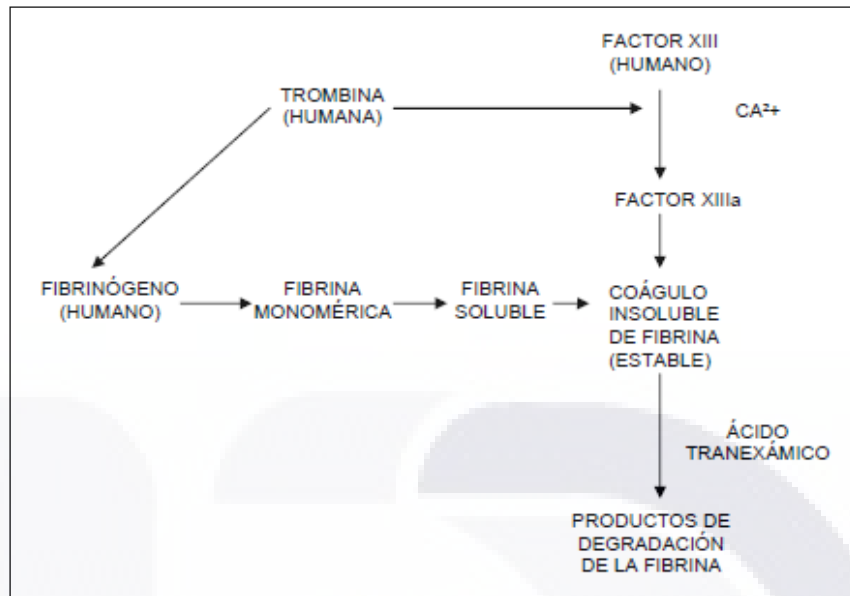 FACTOR XIII
(HUMANO)
TROMBINA
(HUMANA)
CA²+
FACTOR XIIIa
FIBRINÓGENO
(HUMANO)
FIBRINA
MONOMÉRICA
FIBRINA
SOLUBLE
COÁGULO
INSOLUBLE
DE FIBRINA
(ESTABLE)
ÁCIDO
TRANEXÁMICO
PRODUCTOS DE
DEGRADACIÓN
DE LA FIBRINA